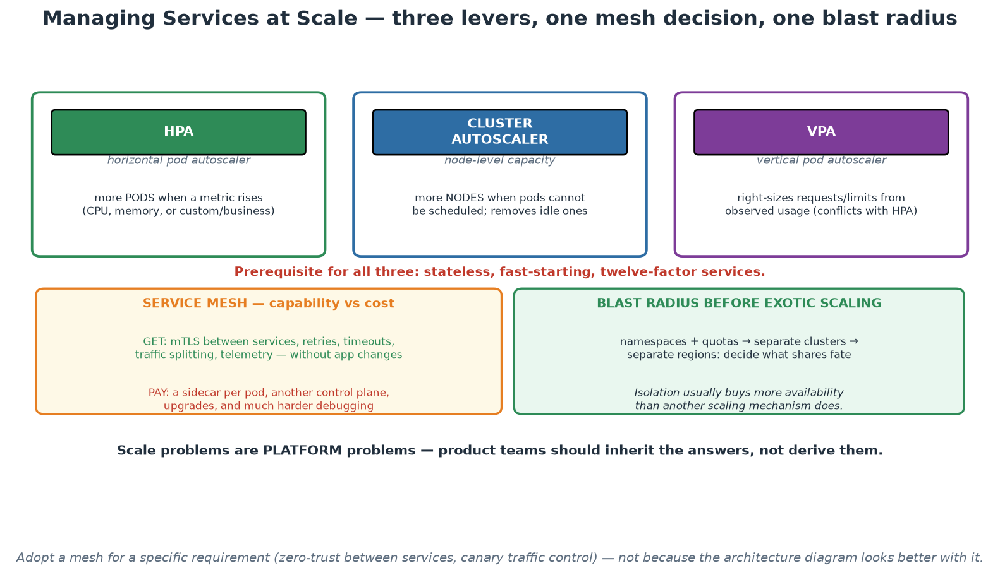 Managing Services at Scale — three levers, one mesh decision, one blast radius
HPA
horizontal pod autoscaler
more PODS when a metric rises
(CPU, memory, or custom/business)
CLUSTER
AUTOSCALER
node-level capacity
more NODES when pods cannot
be scheduled; removes idle ones
VPA
vertical pod autoscaler
right-sizes requests/limits from
observed usage (conflicts with HPA)
Prerequisite for all three: stateless, fast-starting, twelve-factor services.
SERVICE MESH — capability vs cost
GET: mTLS between services, retries, timeouts,
traffic splitting, telemetry — without app changes
PAY: a sidecar per pod, another control plane,
upgrades, and much harder debugging
BLAST RADIUS BEFORE EXOTIC SCALING
namespaces + quotas → separate clusters →
separate regions: decide what shares fate
Isolation usually buys more availability
than another scaling mechanism does.
Scale problems are PLATFORM problems — product teams should inherit the answers, not derive them.
Adopt a mesh for a specific requirement (zero-trust between services, canary traffic control) — not because the architecture diagram looks better with it.